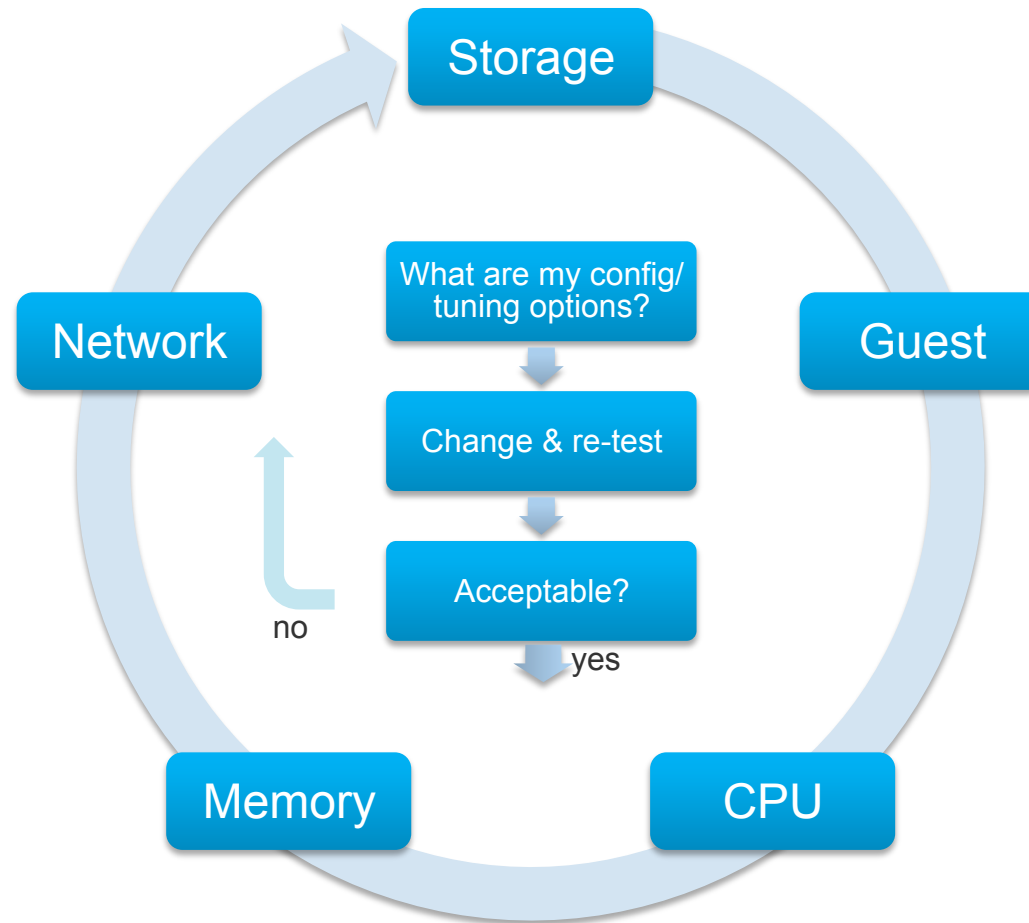 Storage
What are my config/
tuning options?
Network
Guest
Change & re-test
Acceptable?
no
yes
Memory
CPU